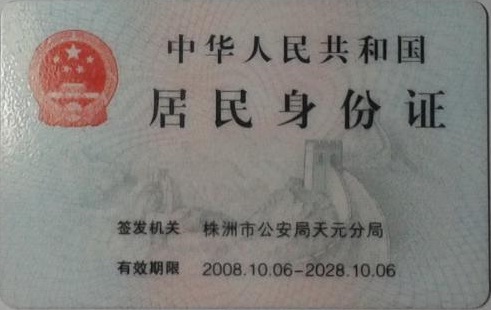 中华人民共和国
居民身份证
签发机关 株洲市公安局天元分局
有效期限 2008.10.06-2028.10.06